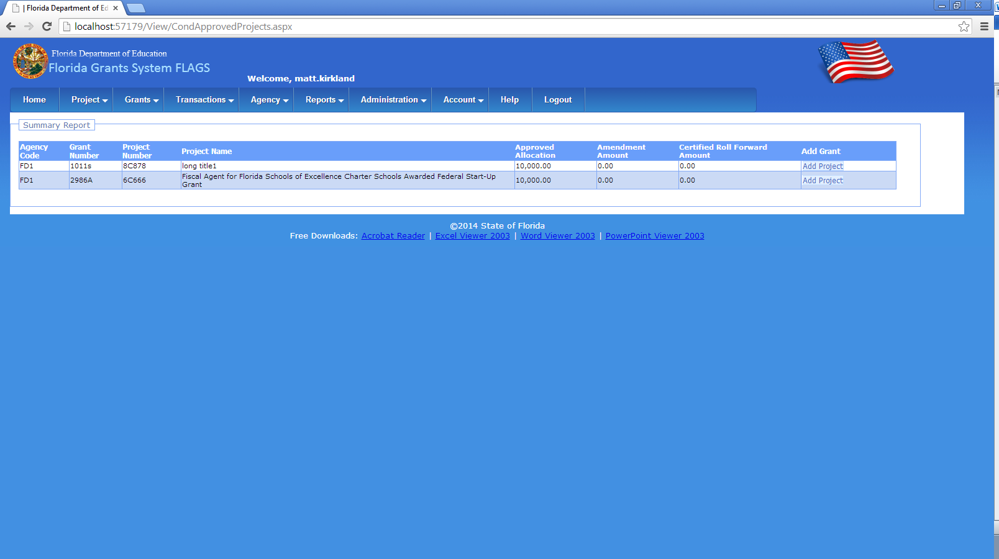 | Florida Department of Ed
localhost:57179/View/CondApprovedProjects.aspx
Florida Department of Education
Florida Grants System FLAGS
Welcome, matt.kirkland
Home Project Grants Transactions Agency Reports Administration Account Help Logout
Summary Report
Agency Code Grant Number Project Number Project Name Approved Allocation Amendment Amount Certified Roll Forward Amount Add Grant
FD1 1011s 8C878 long title1 10,000.00 0.00 0.00 Add Project
FD1 2986A 6C666 Fiscal Agent for Florida Schools of Excellence Charter Schools Awarded Federal Start-Up Grant 10,000.00 0.00 0.00 Add Project
©2014 State of Florida
Free Downloads: Acrobat Reader | Excel Viewer 2003 | Word Viewer 2003 | PowerPoint Viewer 2003